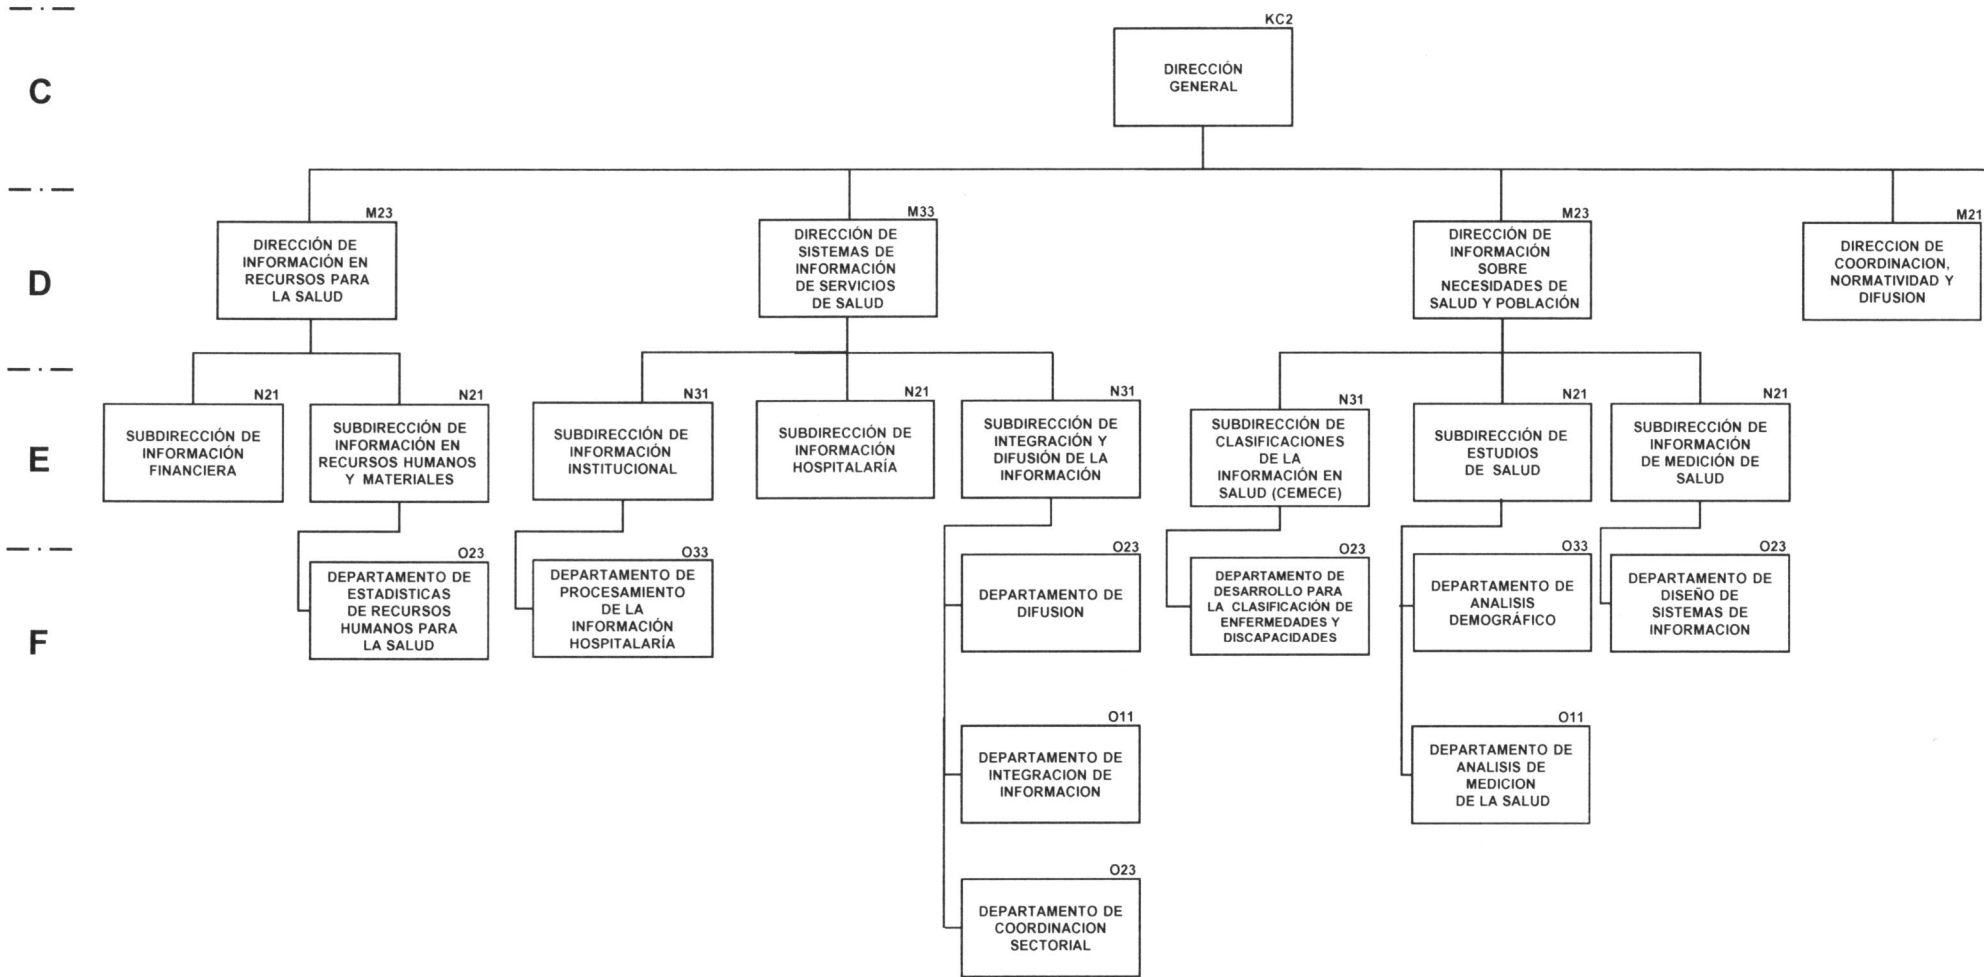 KC2
C
DIRECCIÓN
GENERAL
D
M23
DIRECCIÓN DE
INFORMACIÓN EN
RECURSOS PARA
LA SALUD
M33
DIRECCIÓN DE
SISTEMAS DE
INFORMACIÓN
DE SERVICIOS
DE SALUD
M23
DIRECCIÓN DE
INFORMACIÓN
SOBRE
NECESIDADES DE
SALUD Y POBLACIÓN
M21
DIRECCION DE
COORDINACION,
NORMATIVIDAD Y
DIFUSION
E
N21
SUBDIRECCIÓN DE
INFORMACIÓN
FINANCIERA
N21
SUBDIRECCIÓN DE
INFORMACIÓN EN
RECURSOS HUMANOS
Y MATERIALES
N31
SUBDIRECCIÓN DE
INFORMACIÓN
INSTITUCIONAL
N21
SUBDIRECCIÓN DE
INFORMACIÓN
HOSPITALARÍA
N31
SUBDIRECCIÓN DE
INTEGRACIÓN Y
DIFUSIÓN DE LA
INFORMACIÓN
N31
SUBDIRECCIÓN DE
CLASIFICACIONES
DE LA
INFORMACIÓN EN
SALUD (CEMECE)
N21
SUBDIRECCIÓN DE
ESTUDIOS
DE SALUD
N21
SUBDIRECCIÓN DE
INFORMACIÓN
DE MEDICIÓN DE
SALUD
F
O23
DEPARTAMENTO DE
ESTADISTICAS
DE RECURSOS
HUMANOS PARA
LA SALUD
O33
DEPARTAMENTO DE
PROCESAMIENTO
DE LA
INFORMACIÓN
HOSPITALARÍA
O23
DEPARTAMENTO DE
DIFUSION
O23
DEPARTAMENTO DE
DESARROLLO PARA
LA CLASIFICACIÓN DE
ENFERMEDADES Y
DISCAPACIDADES
O33
DEPARTAMENTO DE
ANALISIS
DEMOGRÁFICO
O23
DEPARTAMENTO DE
DISEÑO DE
SISTEMAS DE
INFORMACION
O11
DEPARTAMENTO DE
INTEGRACION DE
INFORMACION
O11
DEPARTAMENTO DE
ANALISIS DE
MEDICION
DE LA SALUD
O23
DEPARTAMENTO DE
COORDINACION
SECTORIAL